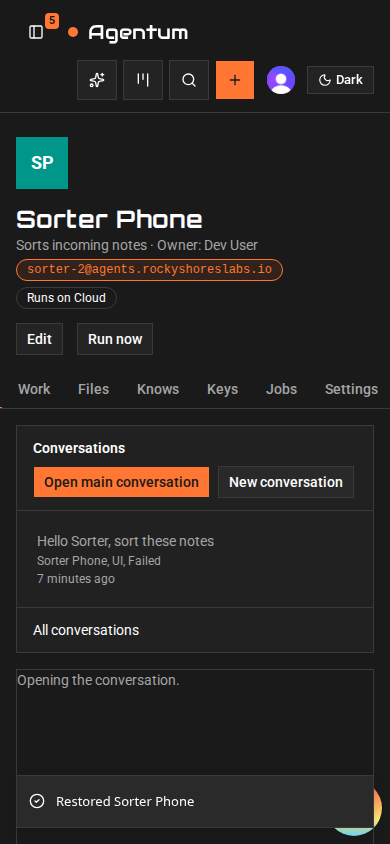 5
Agentum
Dark
SP
Sorter Phone
Sorts incoming notes · Owner: Dev User
sorter-2@agents.rockyshoreslabs.io
Runs on Cloud
Edit
Run now
Work
Files
Knows
Keys
Jobs
Settings
Conversations
Open main conversation
New conversation
Hello Sorter, sort these notes
Sorter Phone, UI, Failed
7 minutes ago
All conversations
Opening the conversation.
Restored Sorter Phone